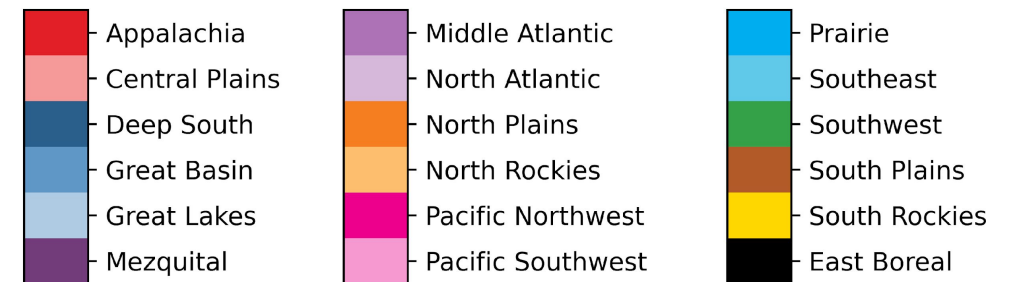 Appalachia
Central Plains
Deep South
Great Basin
Great Lakes
Mezquital
Middle Atlantic
North Atlantic
North Plains
North Rockies
Pacific Northwest
Pacific Southwest
Prairie
Southeast
Southwest
South Plains
South Rockies
East Boreal